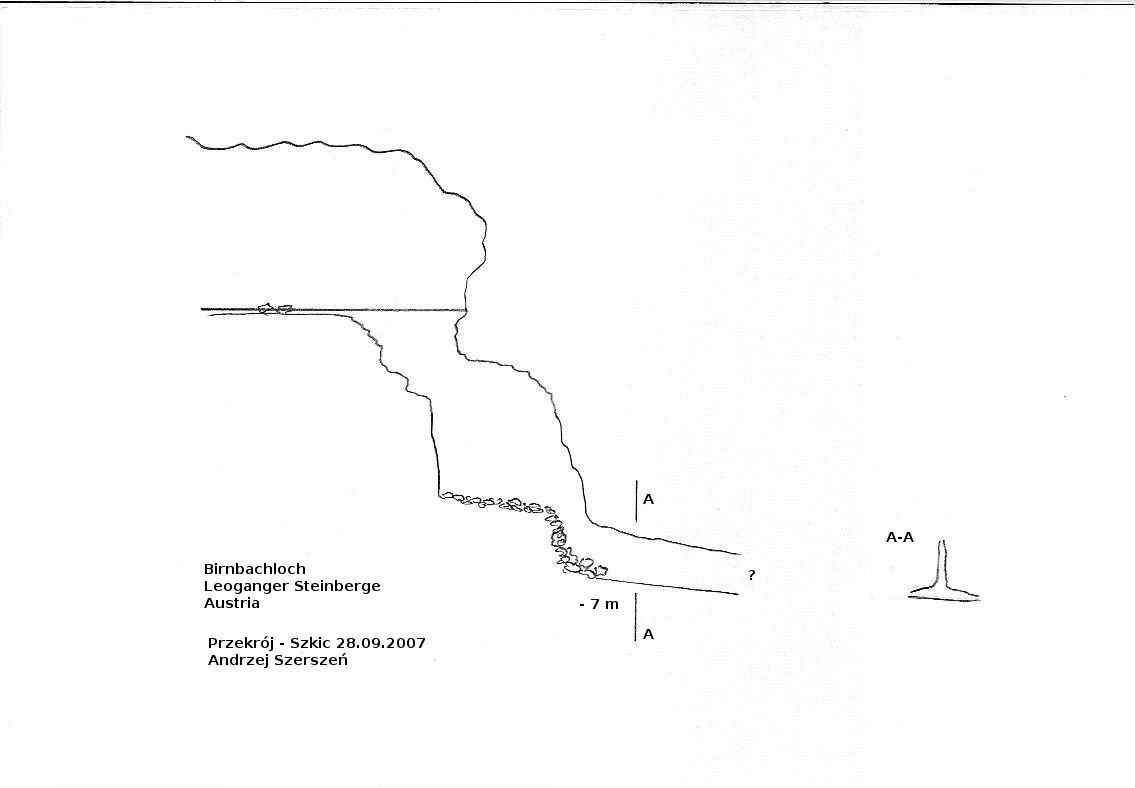 A
A-A
?
Birnbachloch
Leoganger Steinberge
Austria
- 7 m
A
Przekrój - Szkic 28.09.2007
Andrzej Szerszeń